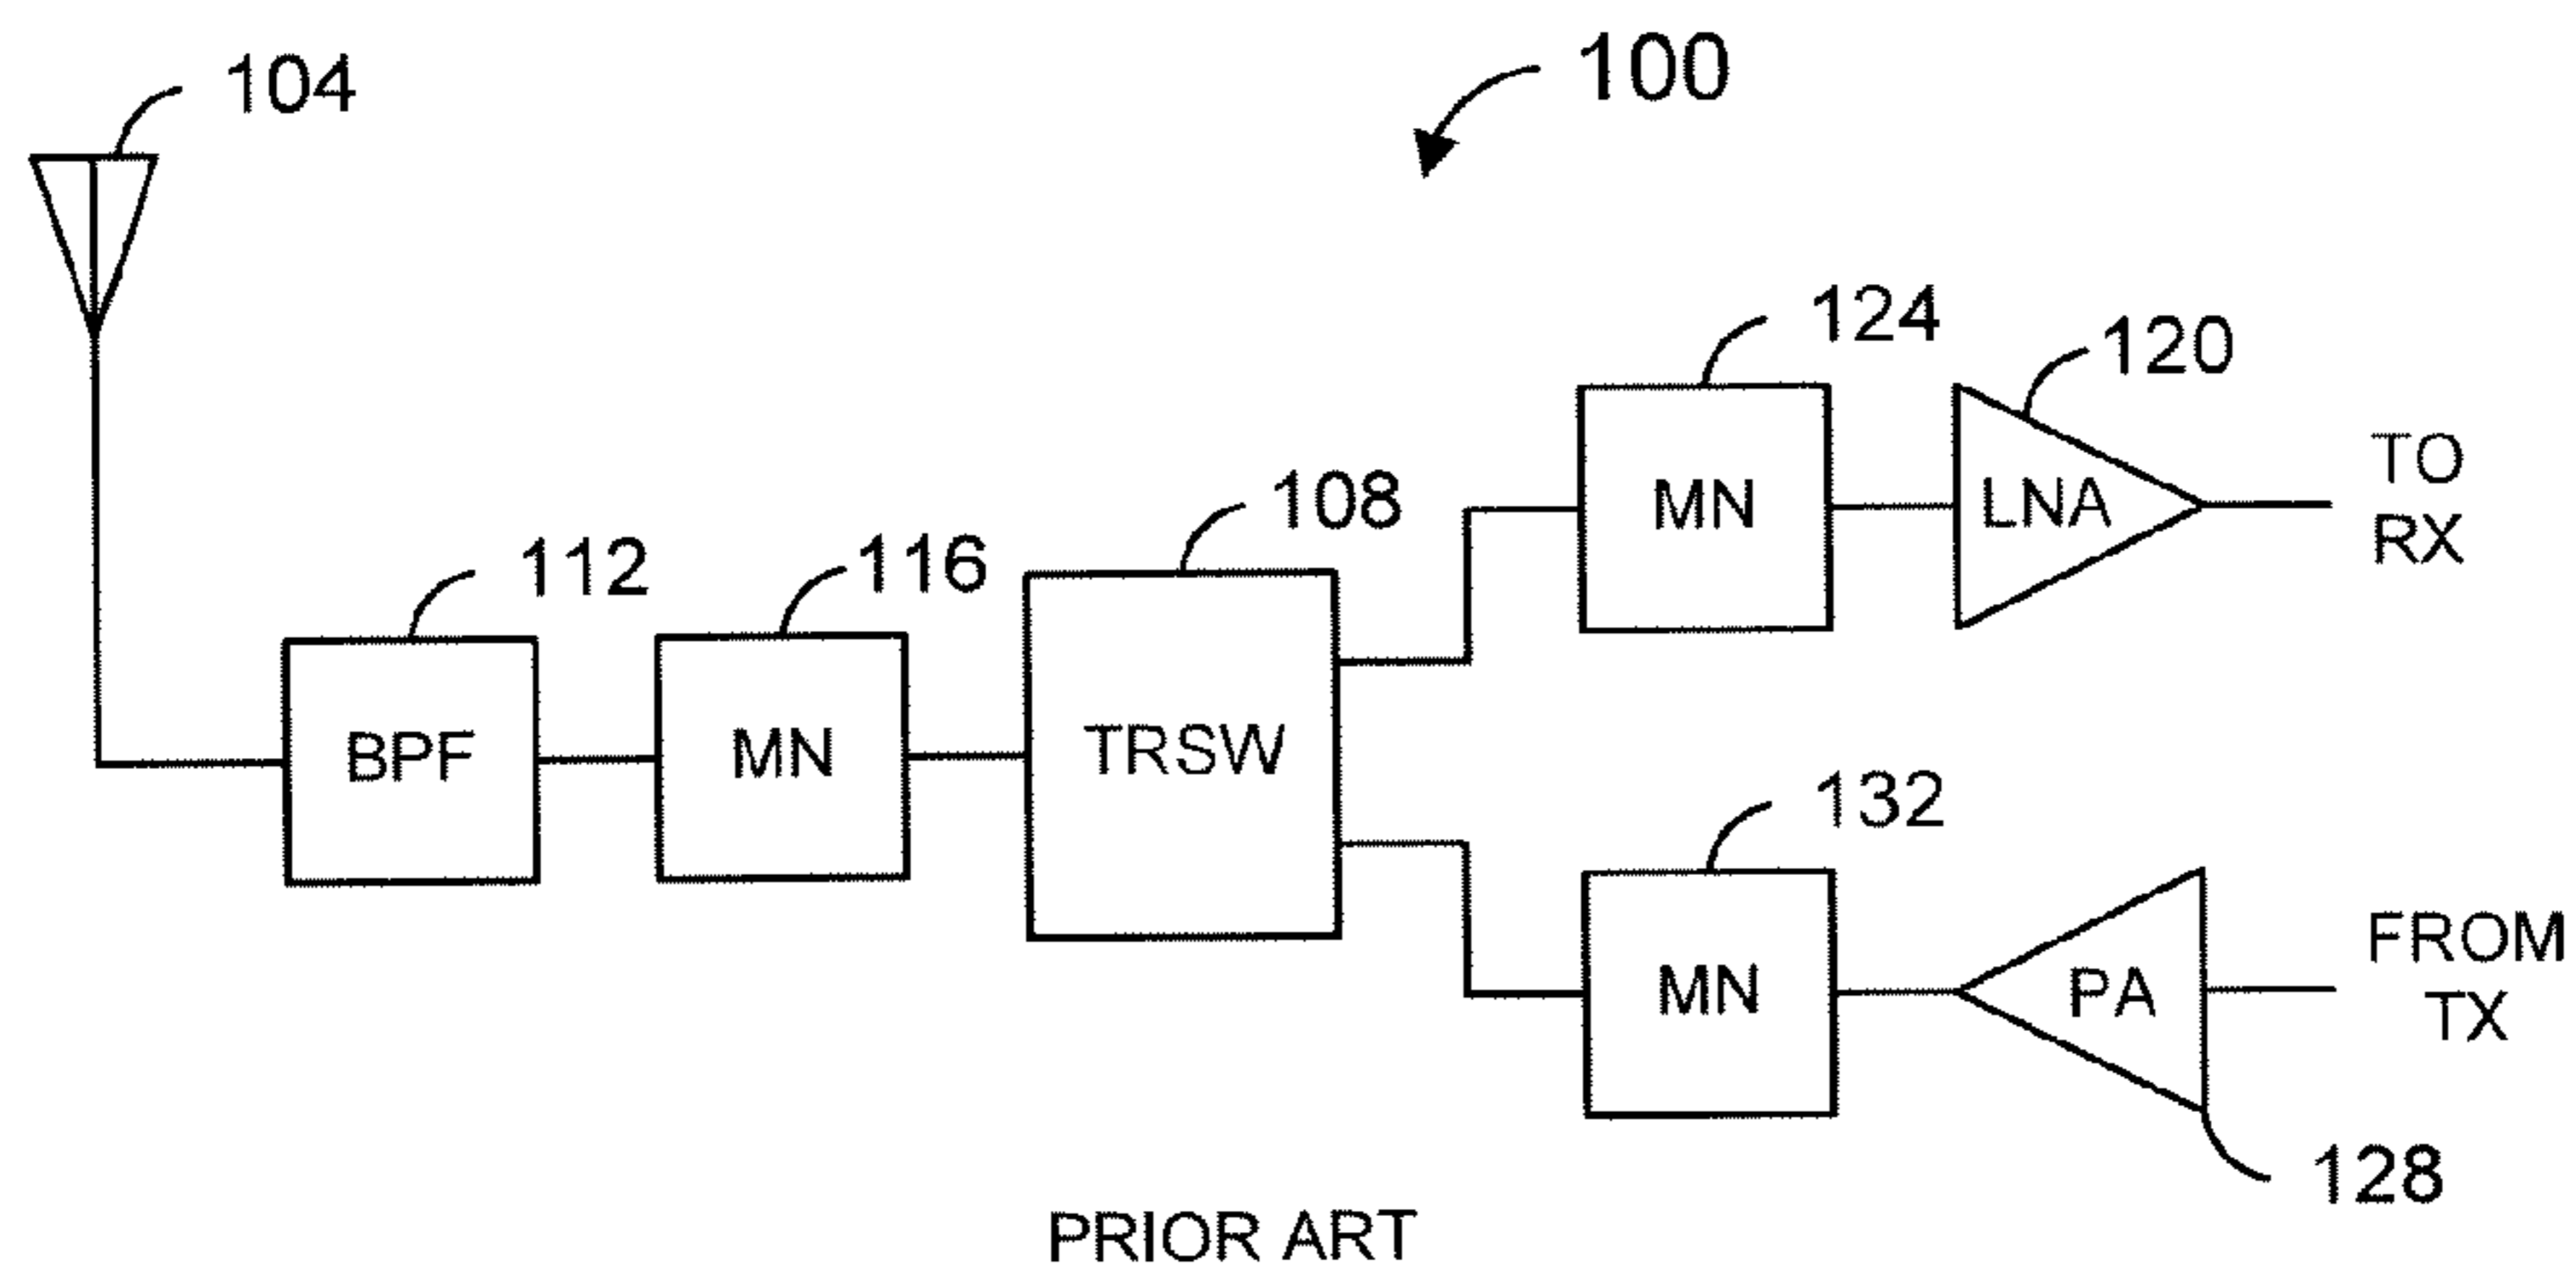 100
104
124
120
MN
LNA
TO
RX
108
112
116
BPF
MN
TRSW
132
MN
PA
FROM
TX
128
PRIOR ART